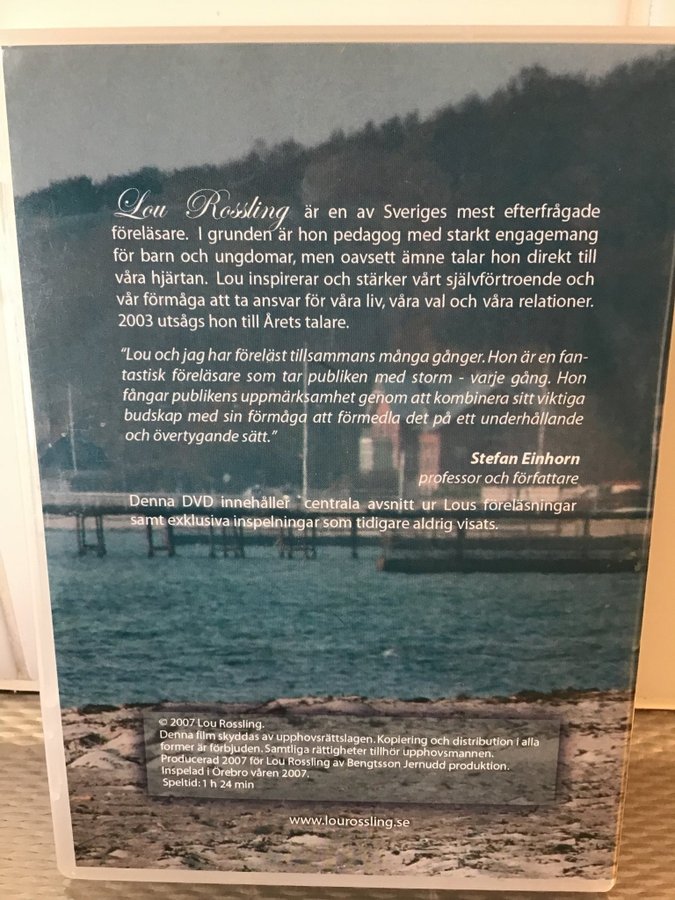 Lou Rossling är en av Sveriges mest efterfrågade
föreläsare. I grunden är hon pedagog med starkt engagemang
för barn och ungdomar, men oavsett ämne talar hon direkt till
våra hjärtan. Lou inspirerar och stärker vårt självförtroende och
vår förmåga att ta ansvar för våra liv, våra val och våra relationer.
2003 utsågs hon till Årets talare.
"Lou och jag har föreläst tillsammans många gånger. Hon är en fan-
tastisk föreläsare som tar publiken med storm - varje gång. Hon
fångar publikens uppmärksamhet genom att kombinera sitt viktiga
budskap med sin förmåga att förmedla det på ett underhållande
och övertygande sätt."
Stefan Einhorn
professor och författare
Denna DVD innehåller centrala avsnitt ur Lous föreläsningar
samt exklusiva inspelningar som tidigare aldrig visats.
© 2007 Lou Rossling.
Denna film skyddas av upphovsrättslagen. Kopiering och distribution i alla
former är förbjuden. Samtliga rättigheter tillhör upphovsmannen.
Producerad 2007 för Lou Rossling av Bengtsson Jernudd produktion.
Inspelad i Örebro våren 2007.
Speltid: 1 h 24 min
www.lourossling.se